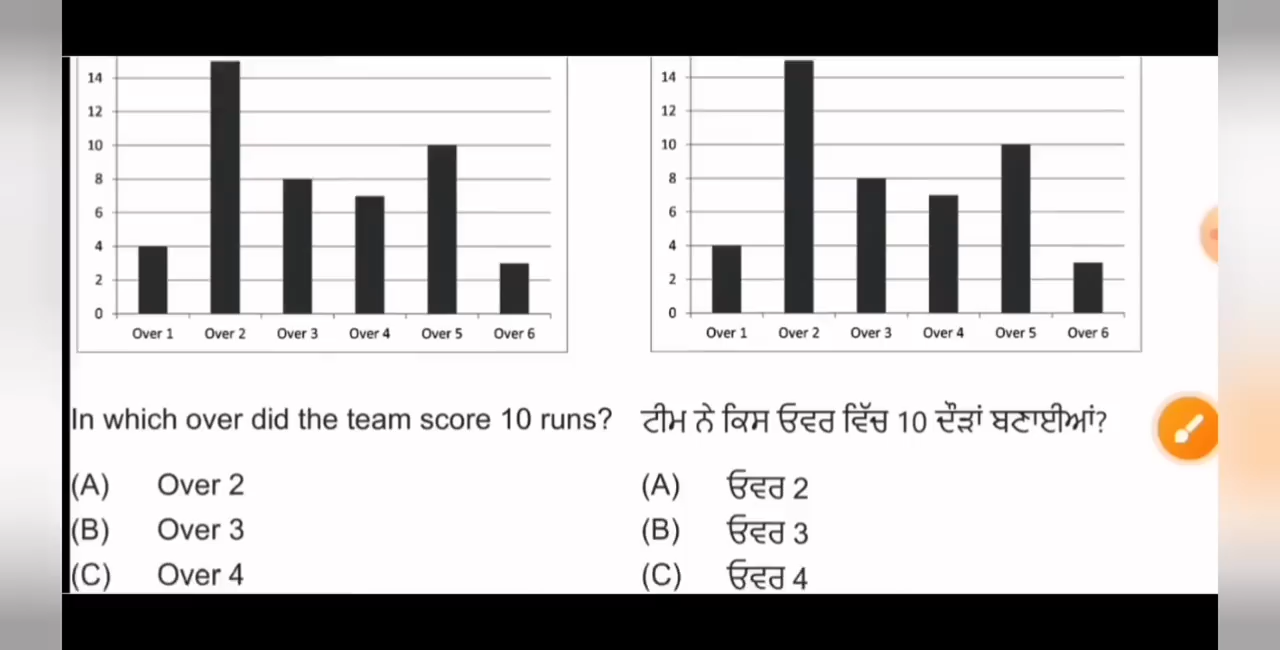 14
12
10
8
6
4
2
0
Over 1 Over 2 Over 3 Over 4 Over 5 Over 6
14
12
10
8
6
4
2
0
Over 1 Over 2 Over 3 Over 4 Over 5 Over 6
In which over did the team score 10 runs?
(A) Over 2
(B) Over 3
(C) Over 4
ਟੀਮ ਨੇ ਕਿਸ ਓਵਰ ਵਿੱਚ 10 ਦੌੜਾਂ ਬਣਾਈਆਂ?
(A) ਓਵਰ 2
(B) ਓਵਰ 3
(C) ਓਵਰ 4